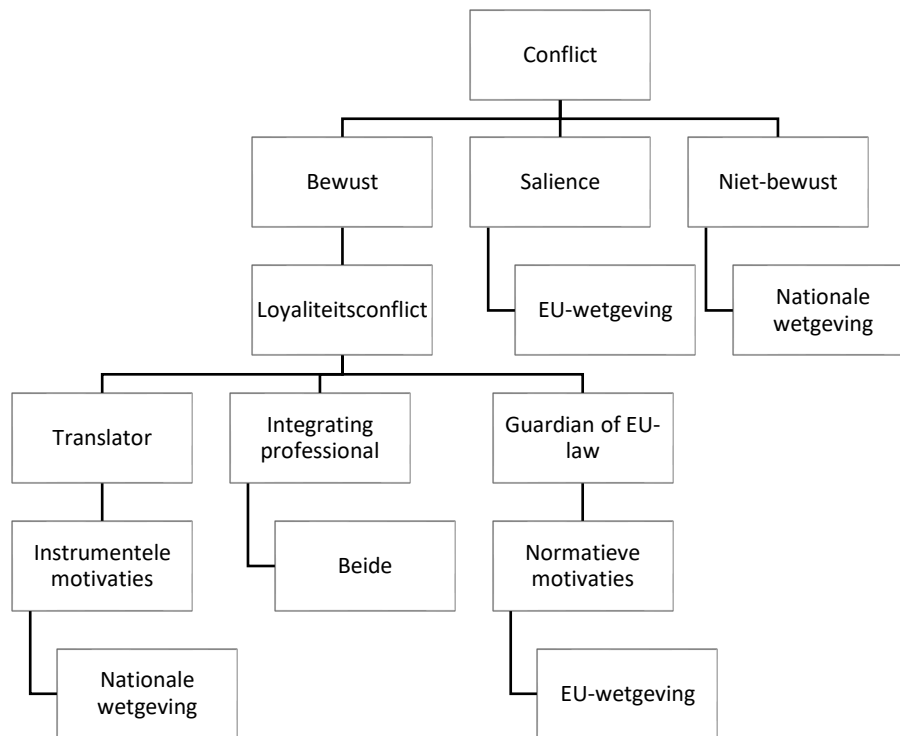 Conflict
Bewust
Salience
Niet-bewust
Loyaliteitsconflict
EU-wetgeving
Nationale
wetgeving
Translator
Integrating
professional
Guardian of EU-
law
Instrumentele
motivaties
Beide
Normatieve
motivaties
Nationale
wetgeving
EU-wetgeving